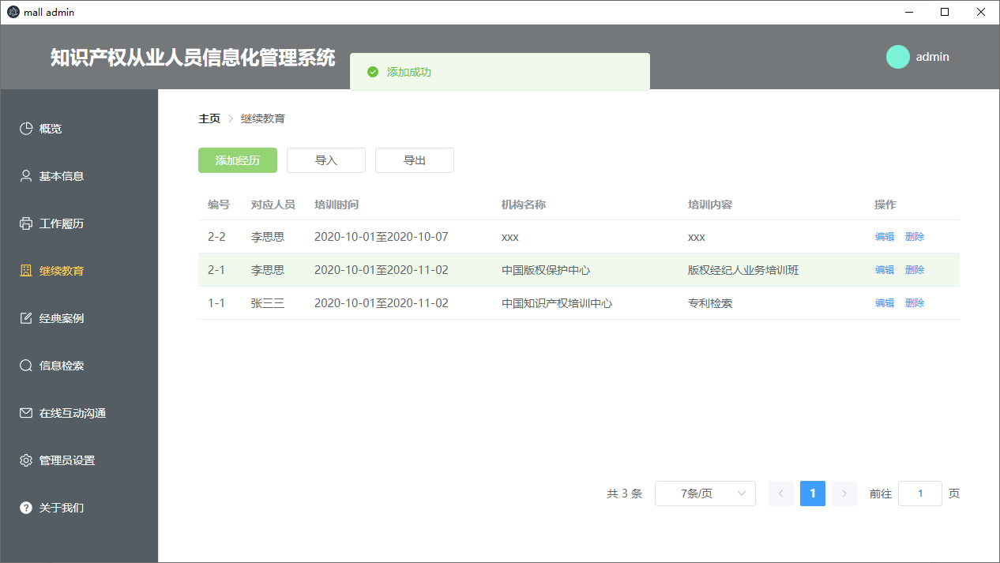 mall admin
知识产权从业人员信息化管理系统
添加成功
admin
概览
基本信息
工作履历
继续教育
经典案例
信息检索
在线互动沟通
管理员设置
关于我们
主页 > 继续教育
添加经历 导入 导出
编号 对应人员 培训时间 机构名称 培训内容 操作
2-2 李思思 2020-10-01至2020-10-07 xxx xxx 编辑 删除
2-1 李思思 2020-10-01至2020-11-02 中国版权保护中心 版权经纪人业务培训班 编辑 删除
1-1 张三三 2020-10-01至2020-11-02 中国知识产权培训中心 专利检索 编辑 删除
共 3 条 7条/页 < 1 > 前往 1 页